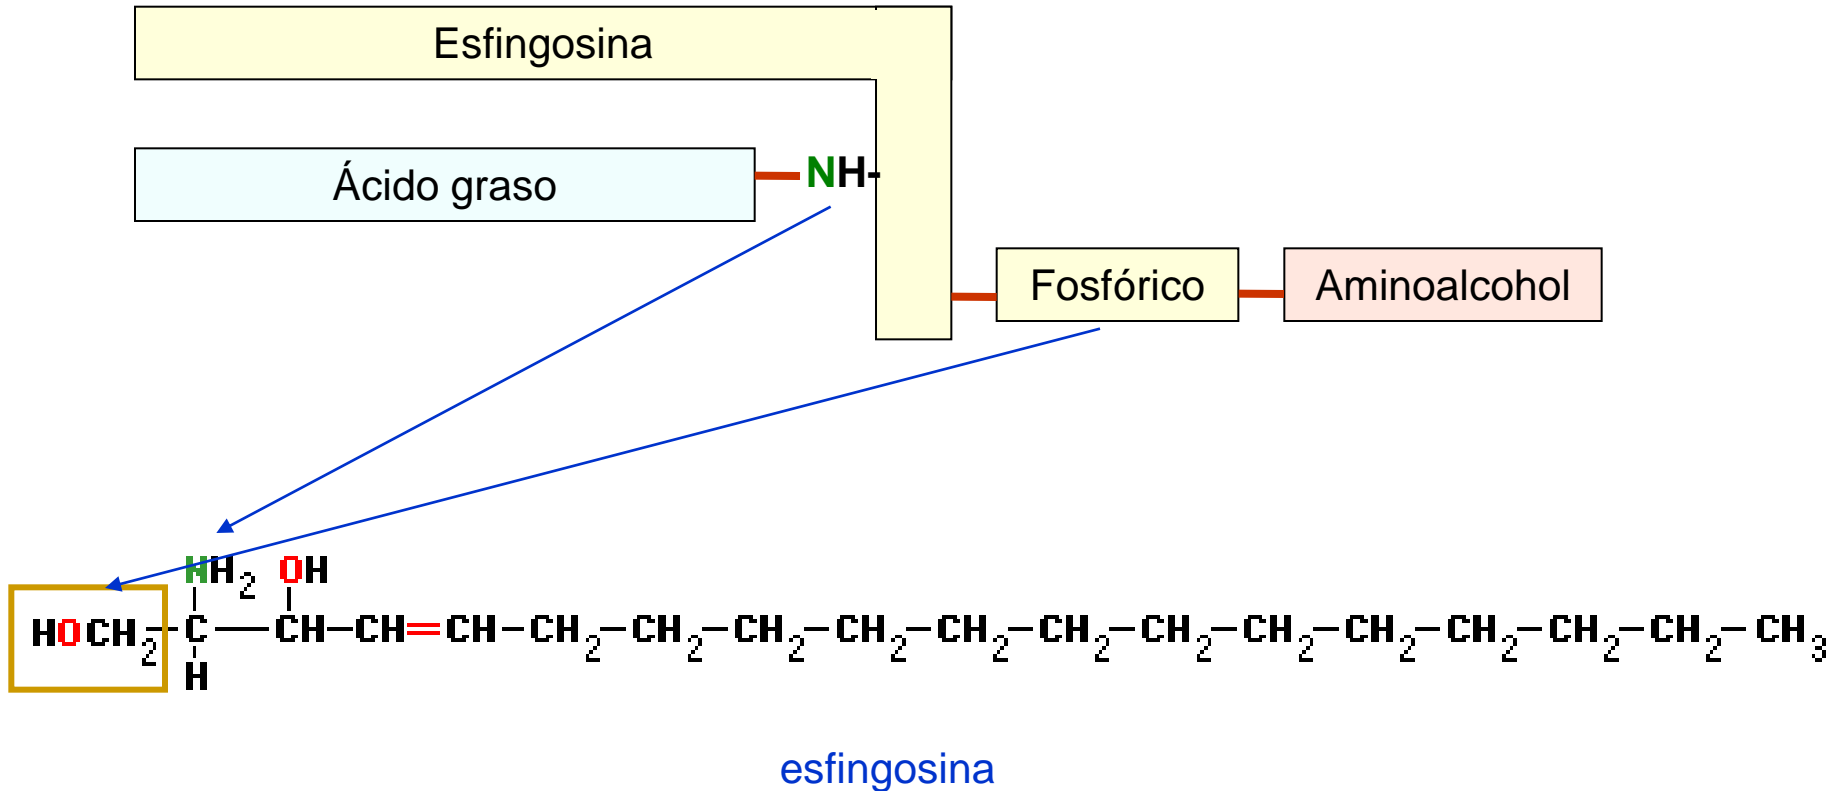 Esfingosina
Ácido graso
NH-
Fosfórico
Aminoalcohol
NH₂ OH
HOCH₂-C-CH-CH=CH-CH₂-CH₂-CH₂-CH₂-CH₂-CH₂-CH₂-CH₂-CH₂-CH₂-CH₂-CH₂-CH₃
H
esfingosina